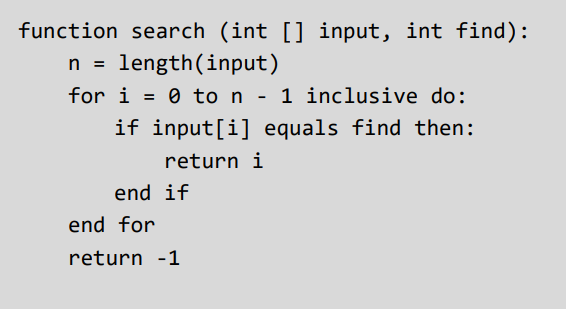 function search (int [] input, int find):
n = length(input)
for i = 0 to n - 1 inclusive do:
if input[i] equals find then:
return i
end if
end for
return -1